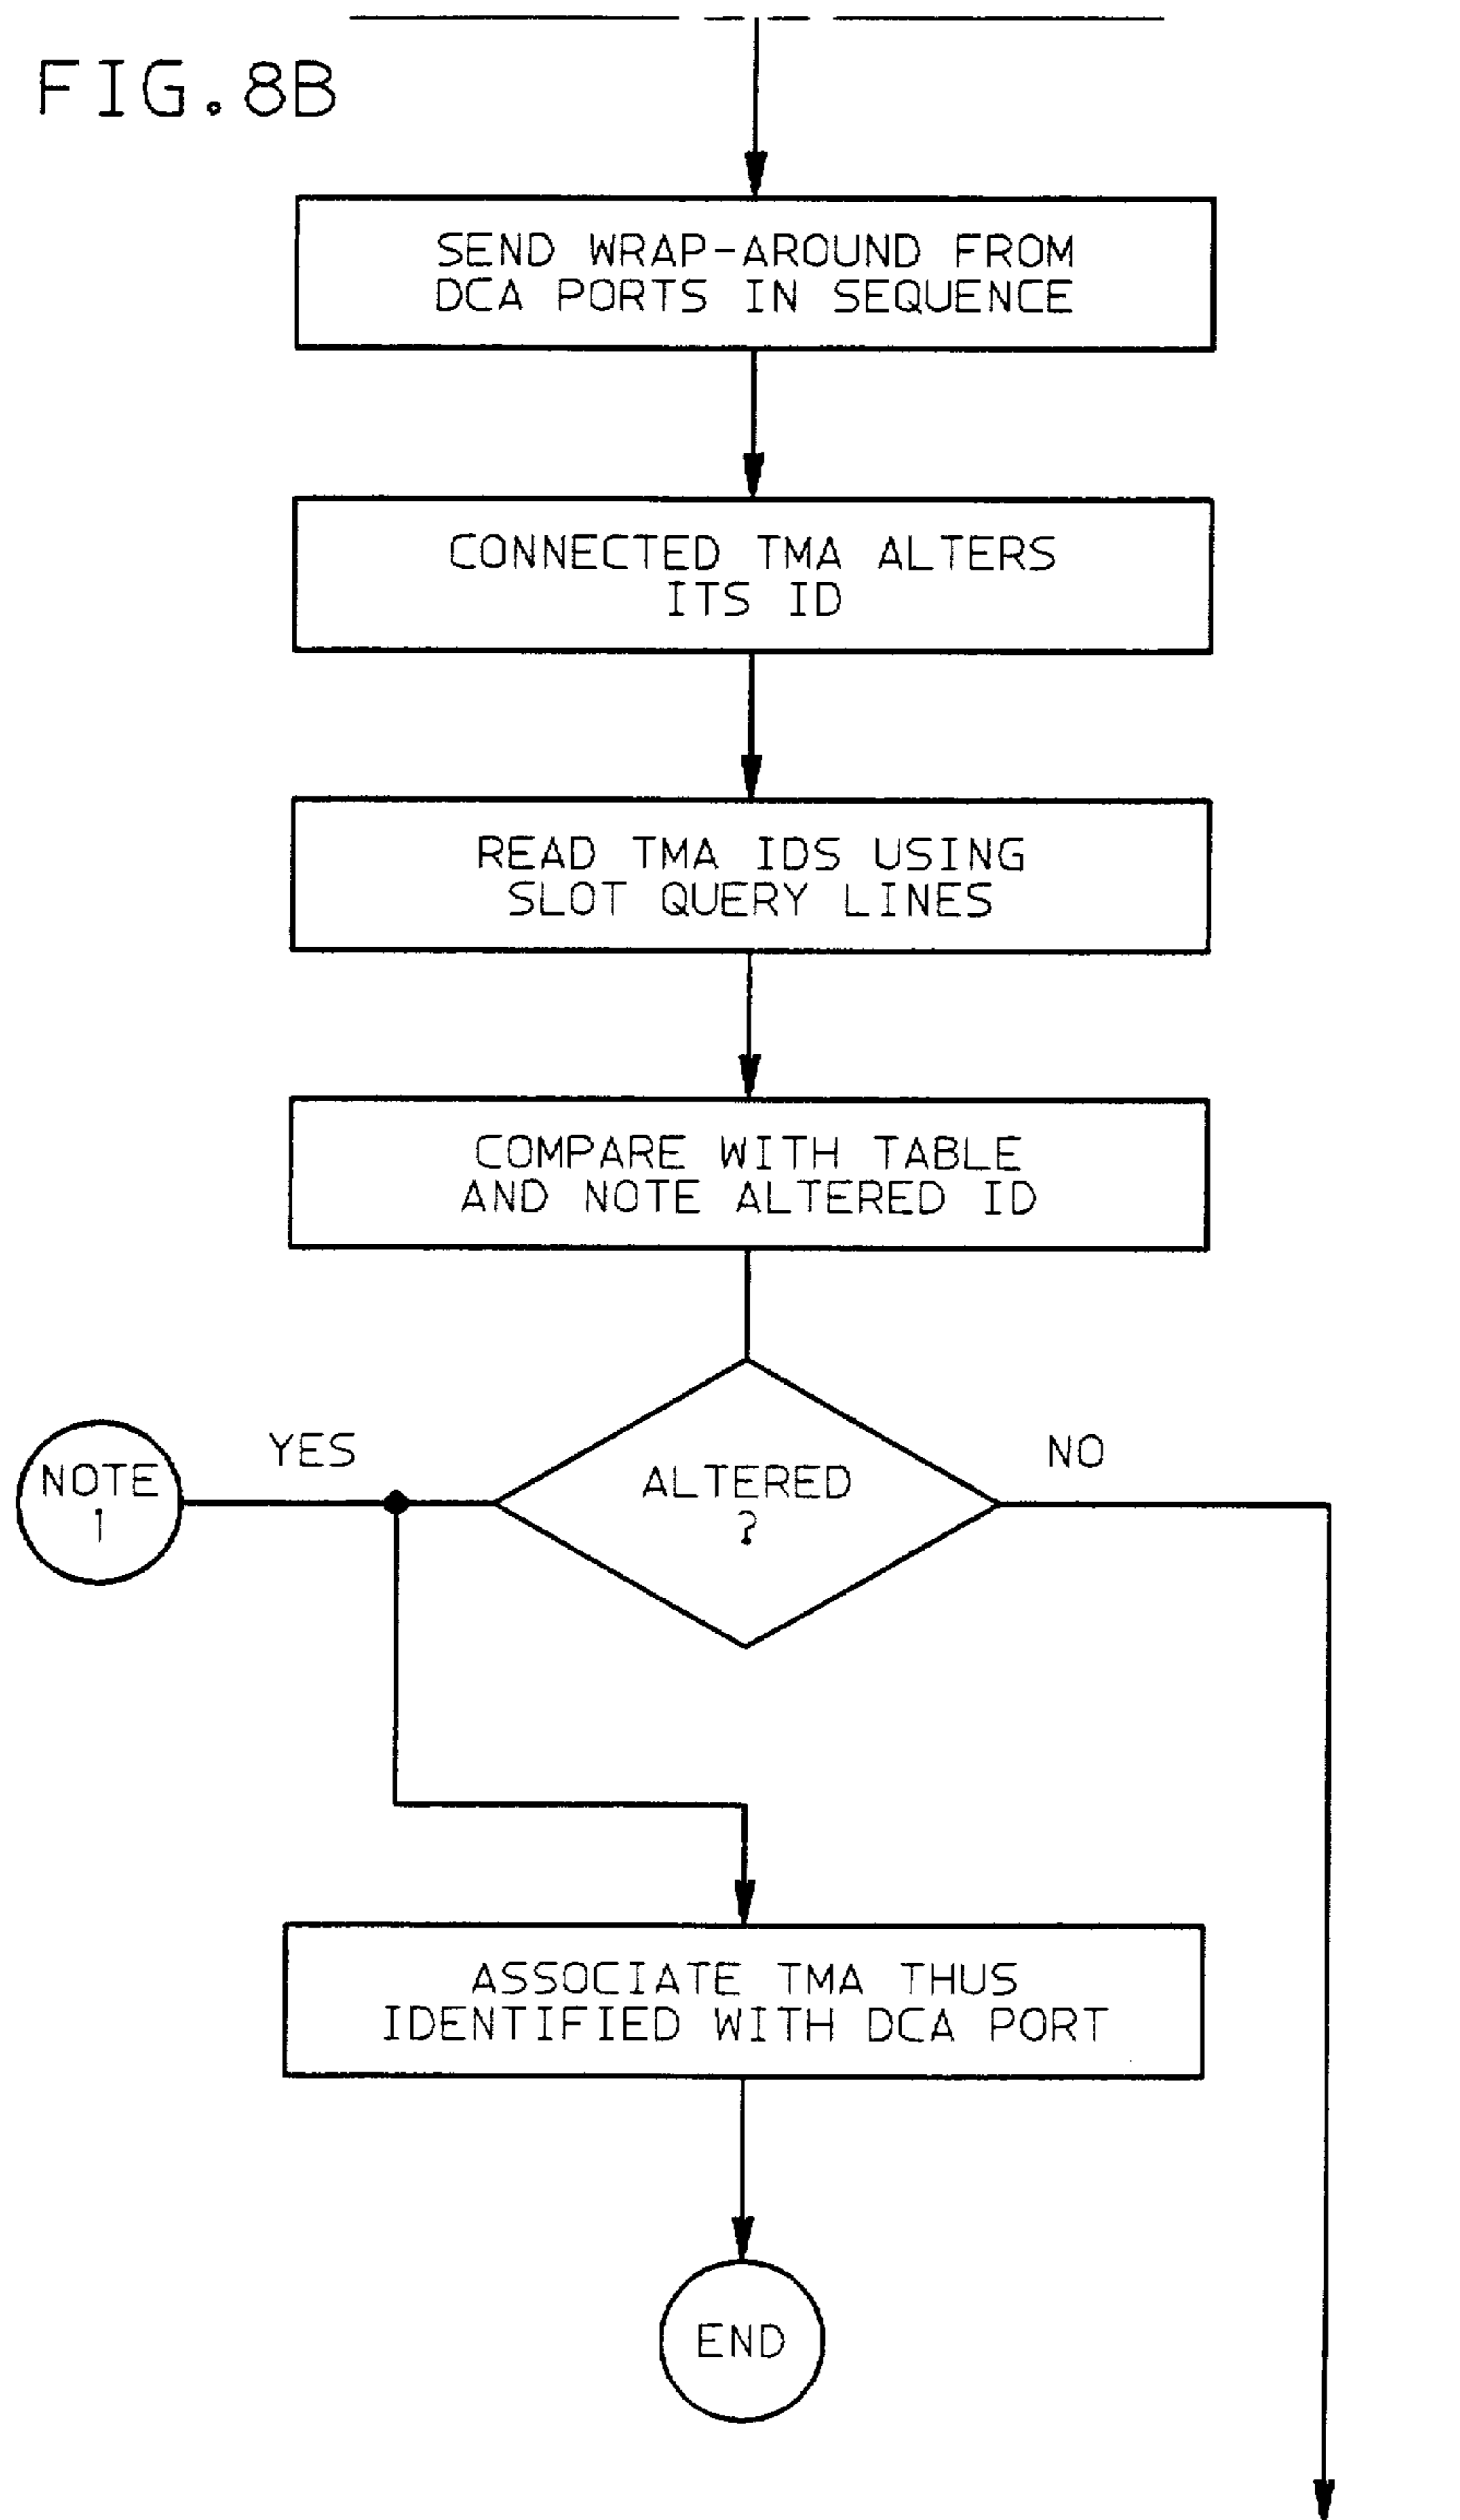 FIG.8B
SEND WRAP-AROUND FROM
DCA PORTS IN SEQUENCE
CONNECTED TMA ALTERS
ITS ID
READ TMA IDS USING
SLOT QUERY LINES
COMPARE WITH TABLE
AND NOTE ALTERED ID
YES
NO
NOTE
1
ALTERED
?
ASSOCIATE TMA THUS
IDENTIFIED WITH DCA PORT
END